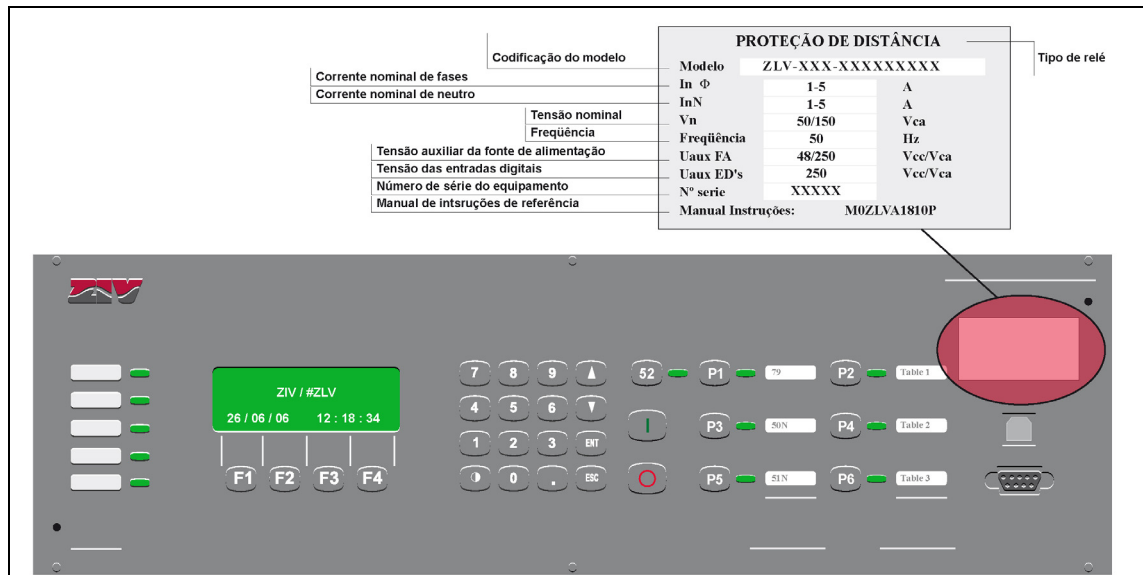 PROTEÇÃO DE DISTÂNCIA
Tipo de relé
Codificação do modelo
Modelo ZLV-XXX-XXXXXXXXX
Corrente nominal de fases
In Φ 1-5 A
Corrente nominal de neutro
InN 1-5 A
Tensão nominal
Vn 50/150 Vca
Freqüência
Freqüência 50 Hz
Tensão auxiliar da fonte de alimentação
Uaux FA 48/250 Vcc/Vca
Tensão das entradas digitais
Uaux ED's 250 Vcc/Vca
Número de série do equipamento
Nº serie XXXXX
Manual de intsruções de referência
Manual Instruções: M0ZLVA1810P
ZIV
ZIV / #ZLV
26 / 06 / 06 12 : 18 : 34
F1 F2 F3 F4
7 8 9
4 5 6
1 2 3 ENT
0 . ESC
52 P1 79 P2 Table 1
I P3 50N P4 Table 2
O P5 51N P6 Table 3